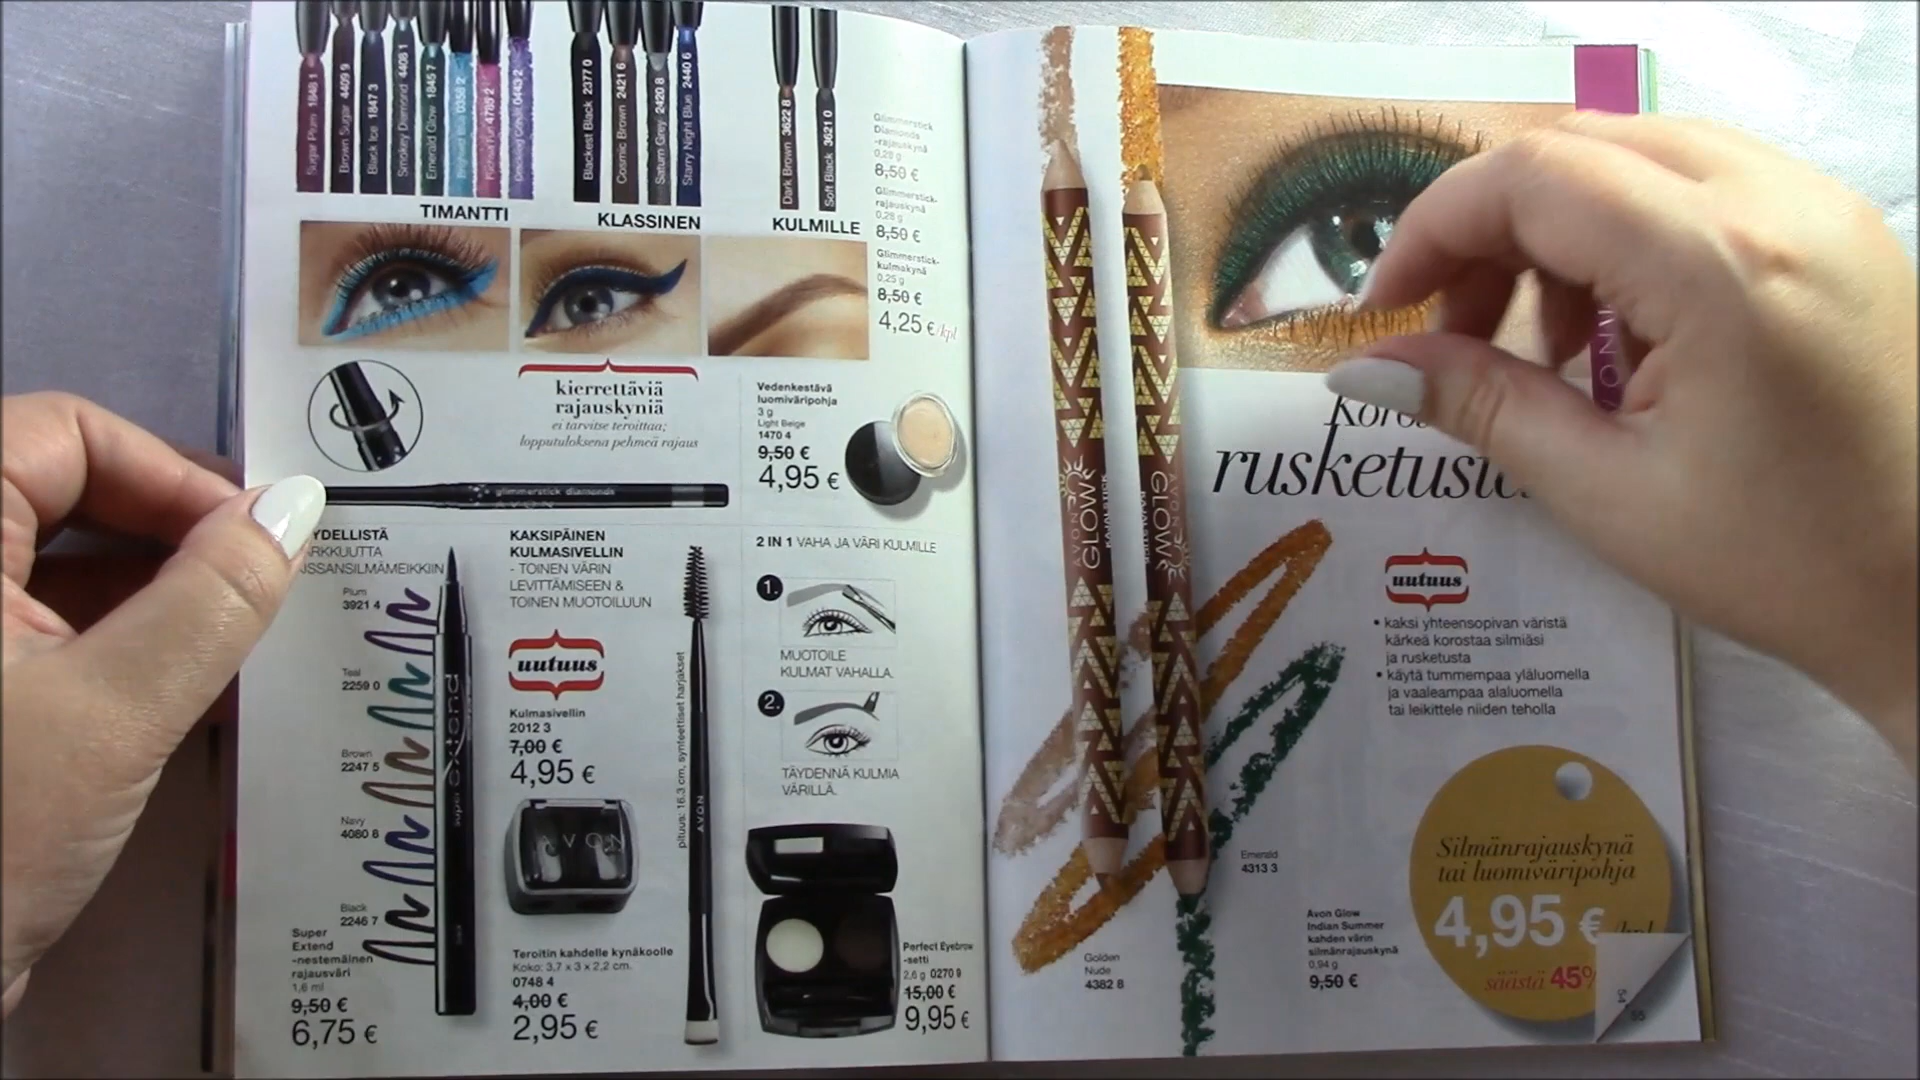 Sugar Plum 1848 1
Brown Sugar 4409 9
Black Ice 1847 3
Smokey Diamond 4408 1
Emerald Glow 1845 7
Blackest Black 2377 0
Cosmic Brown 2421 6
Saturn Grey 2420 8
Starry Night Blue 2440 6
Dark Brown 3622 8
Soft Black 3621 0
TIMANTTI
KLASSINEN
KULMILLE
Glimmerstick
Diamonds
-rajauskynä
0,28 g
8,50 €
Glimmerstick-
rajauskynä
0,28 g
8,50 €
Glimmerstick-
kulmakynä
0,25 g
8,50 €
4,25 €/kpl
kierrettäviä
rajauskyniä
ei tarvitse teroittaa;
lopputuloksena pehmeä rajaus
Vedenkestävä
luomiväripohja
3 g
Light Beige
1470 4
9,50 €
4,95 €
glimmerstick diamonds
AVON
YDELLISTÄ
RKKUUTTA
ISSANSILMÄMEIKKIIN
Plum
3921 4
Teal
2259 0
Brown
2247 5
Navy
4080 8
Black
2246 7
super extend
Super
Extend
-nestemäinen
rajausväri
1,6 ml
9,50 €
6,75 €
KAKSIPÄINEN
KULMASIVELLIN
- TOINEN VÄRIN
LEVITTÄMISEEN &
TOINEN MUOTOILUUN
uutuus
Kulmasivellin
2012 3
7,00 €
4,95 €
AVON
Teroitin kahdelle kynäkoolle
Koko: 3,7 x 3 x 2,2 cm.
0748 4
4,00 €
2,95 €
pituus: 16,3 cm, synteettiset harjakset
AVON
2 IN 1 VAHA JA VÄRI KULMILLE
1.
MUOTOILE
KULMAT VAHALLA.
2.
TÄYDENNÄ KULMIA
VÄRILLÄ.
Perfect Eyebrow
-setti
2,6 g 0270 9
15,00 €
9,95 €
AVON
GLOW
AVON
GLOW
rusketusta
uutuus
• kaksi yhteensopivan väristä
kärkeä korostaa silmiäsi
ja rusketusta
• käytä tummempaa yläluomella
ja vaaleampaa alaluomella
tai leikittele niiden teholla
Emerald
4313 3
Golden
Nude
4382 8
Avon Glow
Indian Summer
kahden värin
silmänrajauskynä
0,94 g
9,50 €
Silmänrajauskynä
tai luomiväripohja
4,95 €
säästä 45%
54
55